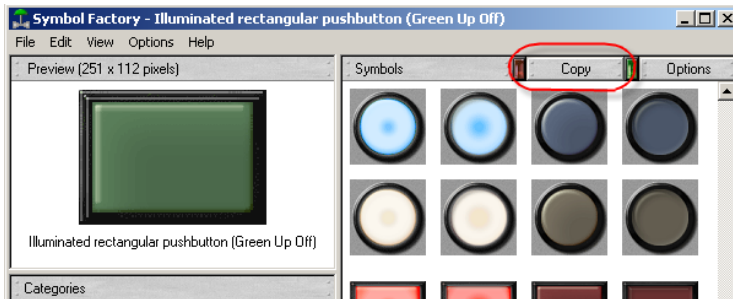 Symbol Factory - Illuminated rectangular pushbutton (Green Up Off)
File Edit View Options Help
Preview (251 x 112 pixels)
Symbols
Copy
Options
Illuminated rectangular pushbutton (Green Up Off)
Categories